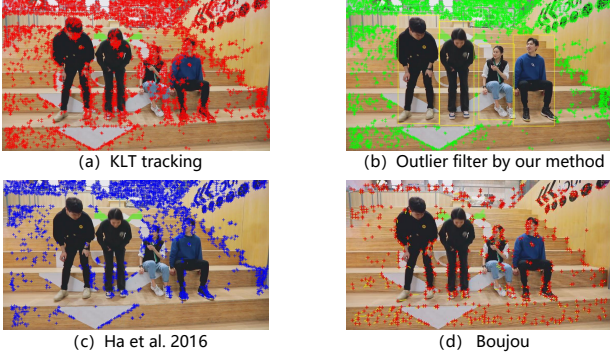 (a) KLT tracking
(b) Outlier filter by our method
(c) Ha et al. 2016
(d) Boujou